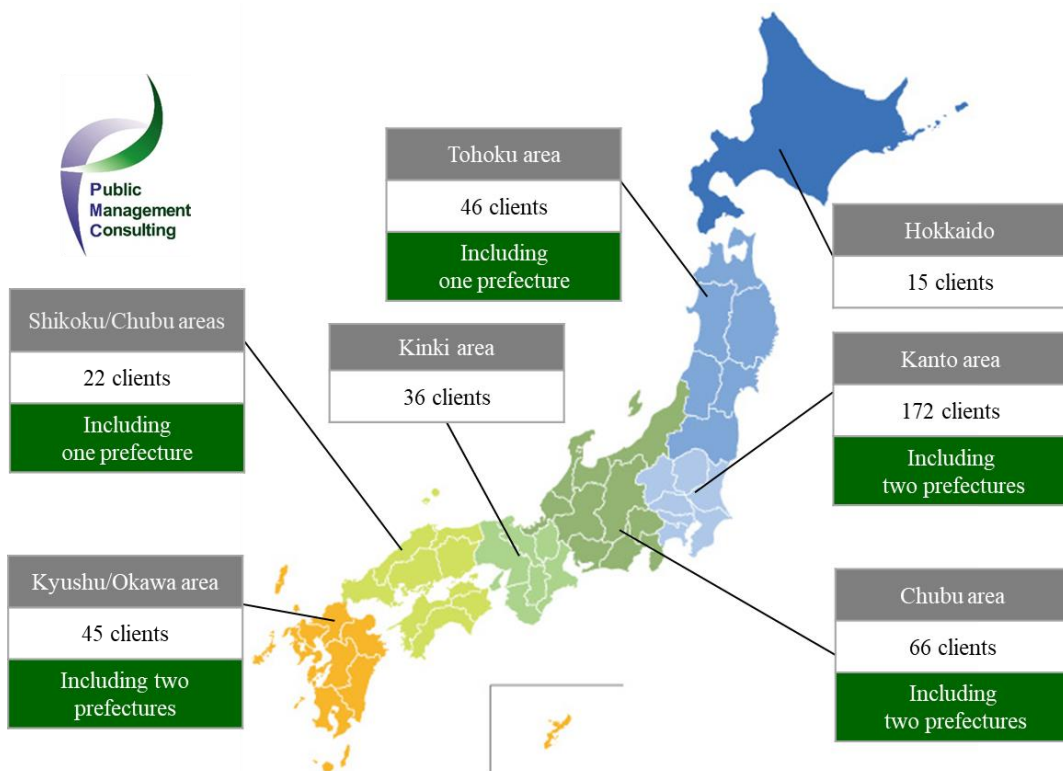 Public
Management
Consulting
Tohoku area
46 clients
Including
one prefecture
Hokkaido
15 clients
Shikoku/Chubu areas
22 clients
Including
one prefecture
Kinki area
36 clients
Kanto area
172 clients
Including
two prefectures
Kyushu/Okawa area
45 clients
Including two
prefectures
Chubu area
66 clients
Including
two prefectures